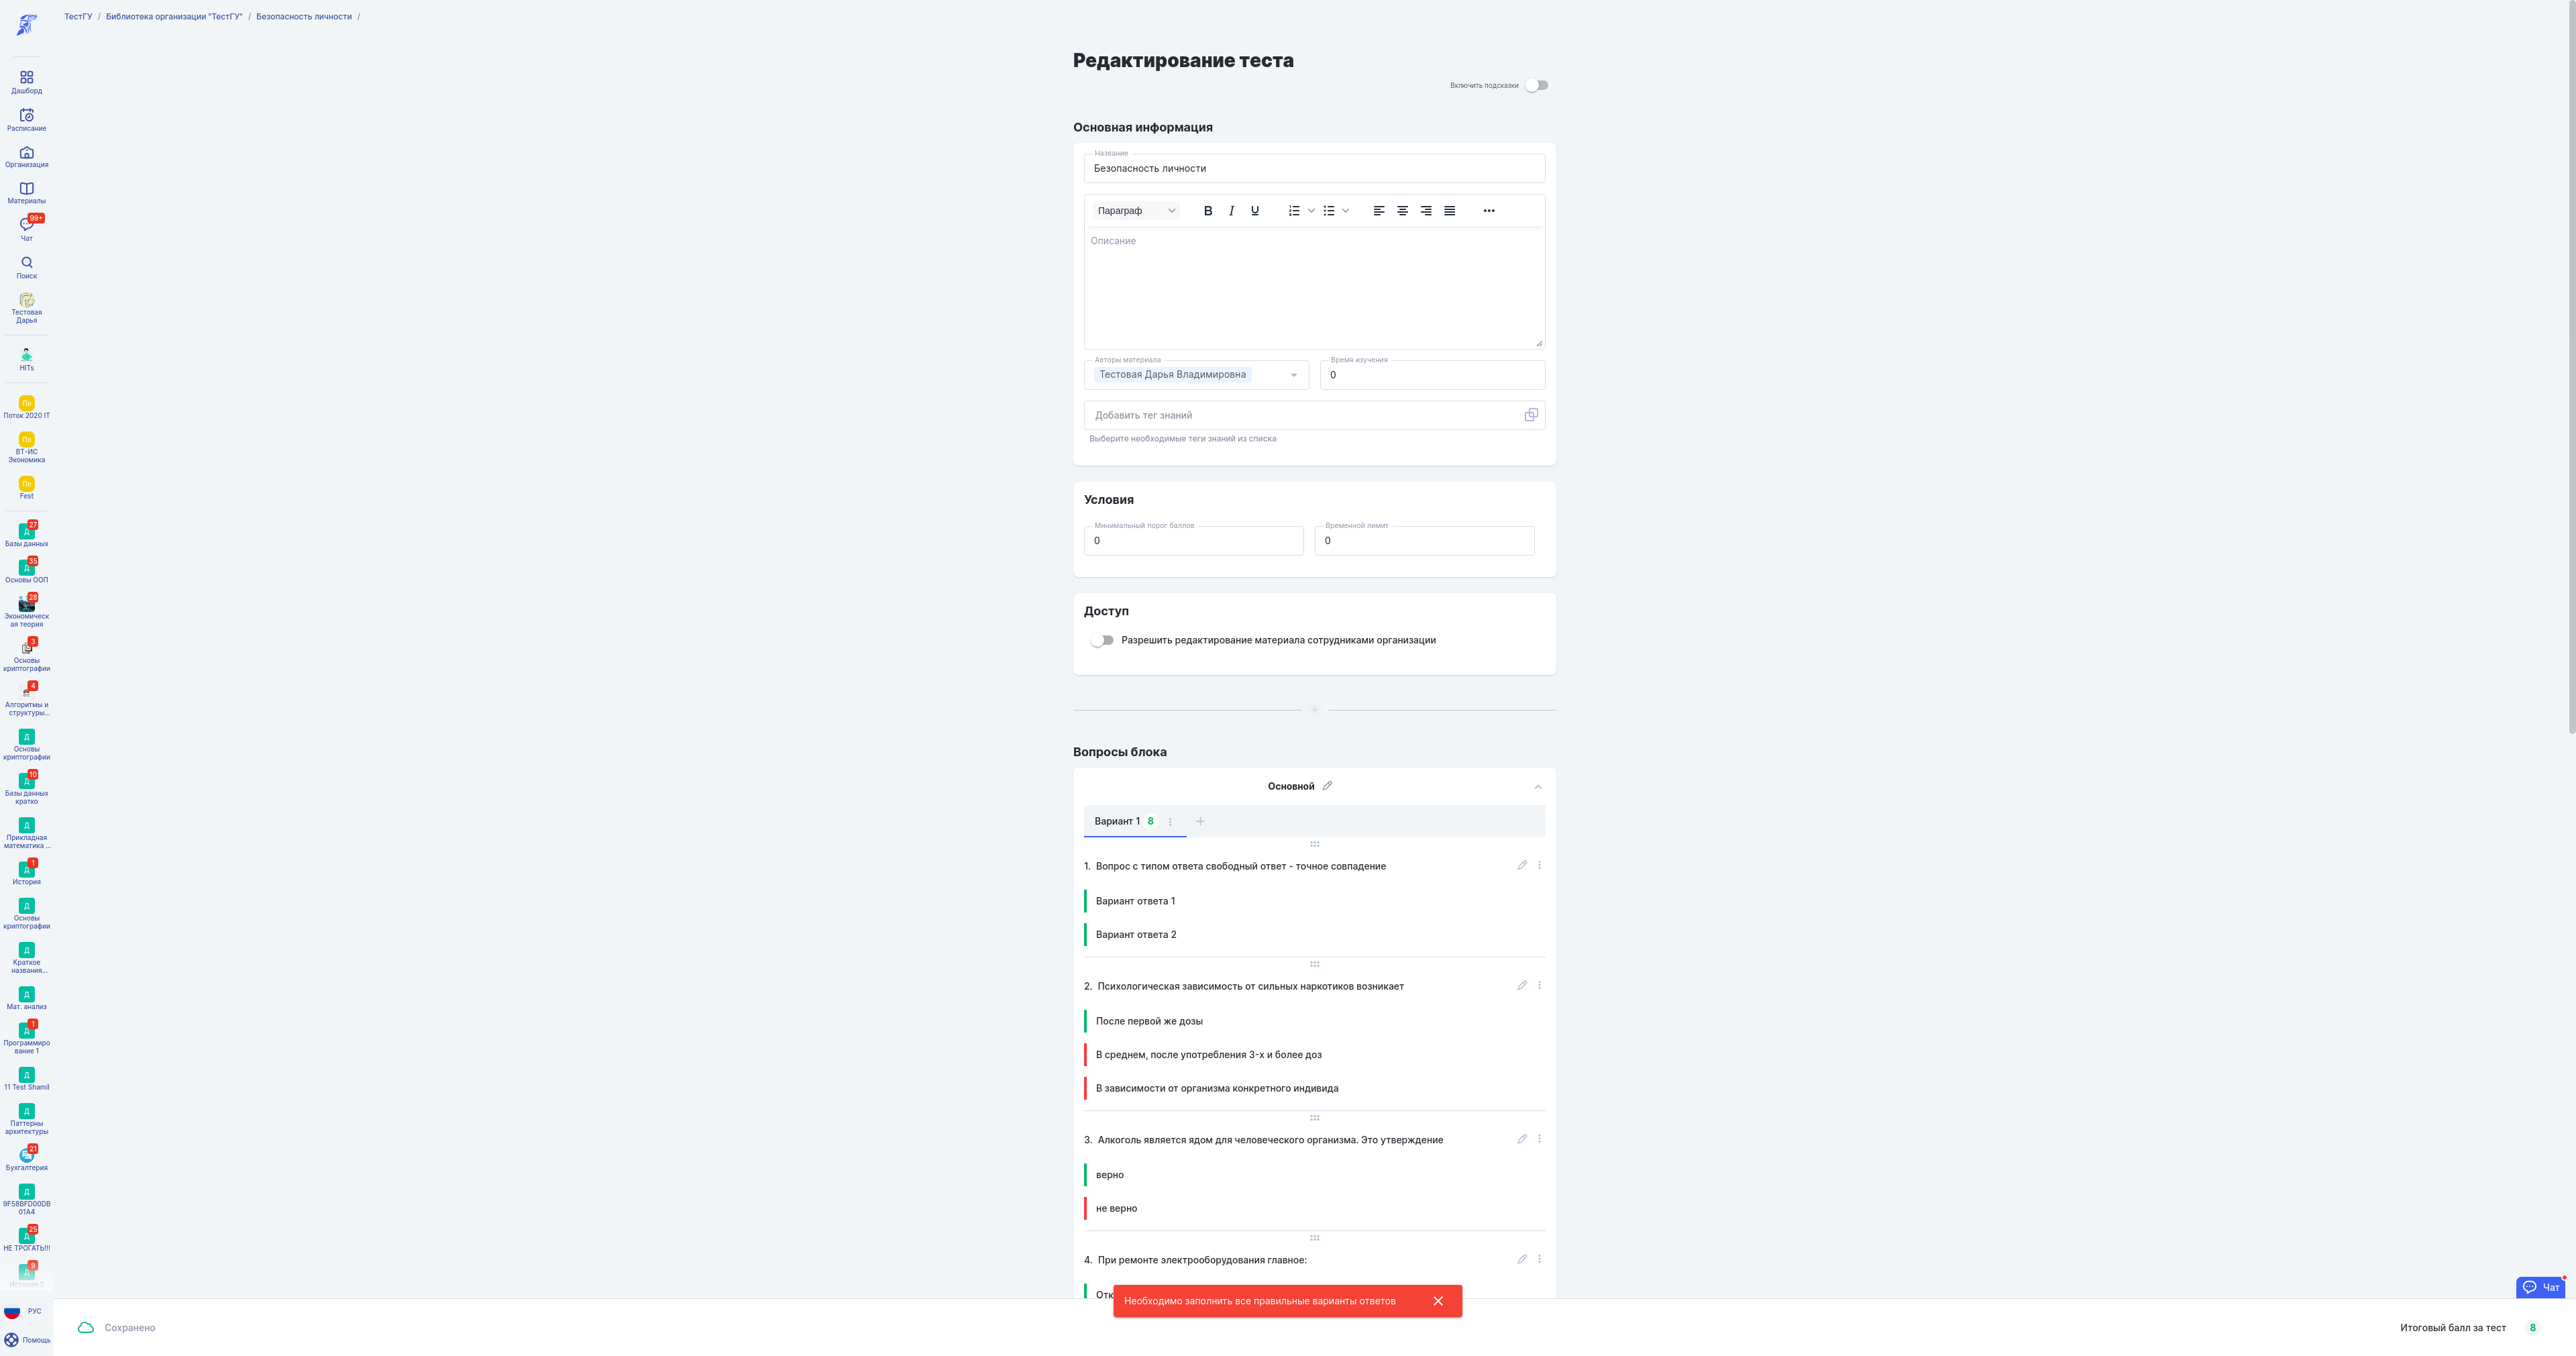 ТестГУ / Библиотека организации "ТестГУ" / Безопасность личности /
Дашборд
Расписание
Организация
Материалы
99+
Чат
Поиск
Тестовая
Дарья
HITs
По
Поток 2020 IT
По
ВТ-ИС
Экономика
По
Fest
27
Д
Базы данных
35
Д
Основы ООП
28
Экономическ
ая теория
3
Основы
криптографии
4
Алгоритмы и
структуры...
Д
Основы
криптографии
10
Д
Базы данных
кратко
Д
Прикладная
математика ...
1
Д
История
Д
Основы
криптографии
Д
Краткое
названия...
Д
Мат. анализ
1
Д
Программиро
вание 1
Д
11 Test Shamil
Д
Паттерны
архитектуры
21
Бухгалтерия
Д
9F58BFD00DB
01A4
25
Д
НЕ ТРОГАТЬ!!!
9
Д
История 2
РУС
Помощь
Редактирование теста
Включить подсказки
Основная информация
Название
Безопасность личности
Параграф
Описание
Авторы материала
Тестовая Дарья Владимировна
Время изучения
0
Добавить тег знаний
Выберите необходимые теги знаний из списка
Условия
Минимальный порог баллов
0
Временной лимит
0
Доступ
Разрешить редактирование материала сотрудниками организации
Вопросы блока
Основной
Вариант 1 8
1. Вопрос с типом ответа свободный ответ - точное совпадение
Вариант ответа 1
Вариант ответа 2
2. Психологическая зависимость от сильных наркотиков возникает
После первой же дозы
В среднем, после употребления 3-х и более доз
В зависимости от организма конкретного индивида
3. Алкоголь является ядом для человеческого организма. Это утверждение
верно
не верно
4. При ремонте электрооборудования главное:
Отк
Необходимо заполнить все правильные варианты ответов
Чат
Сохранено
Итоговый балл за тест 8